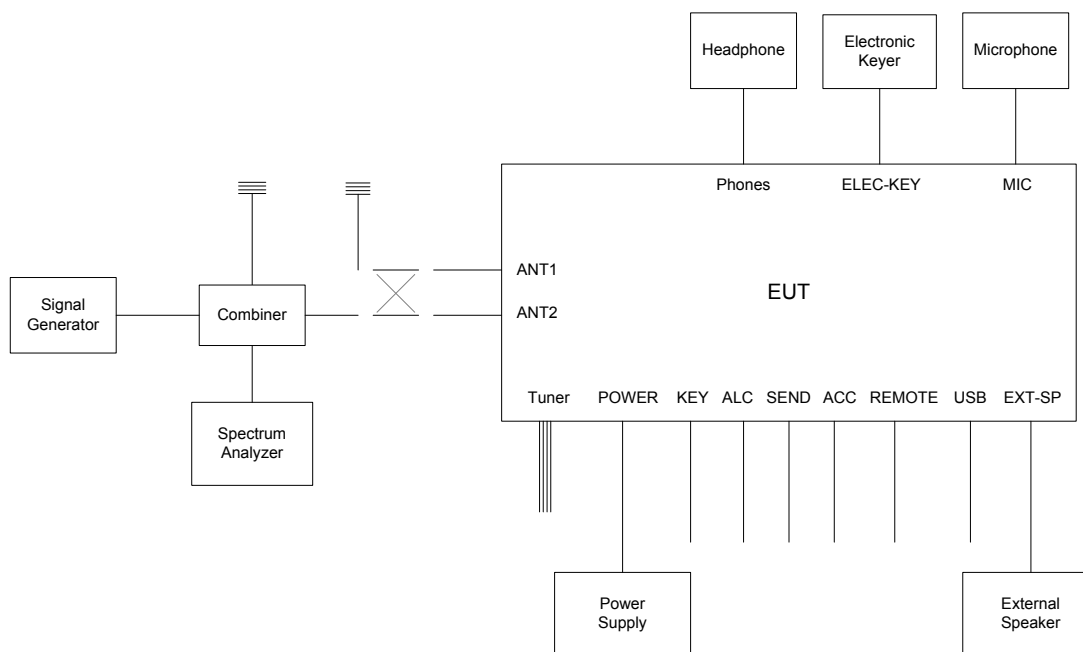 Headphone
Electronic
Keyer
Microphone
Phones
ELEC-KEY
MIC
ANT1
ANT2
EUT
Signal
Generator
Combiner
Spectrum
Analyzer
Tuner
POWER
KEY
ALC
SEND
ACC
REMOTE
USB
EXT-SP
Power
Supply
External
Speaker